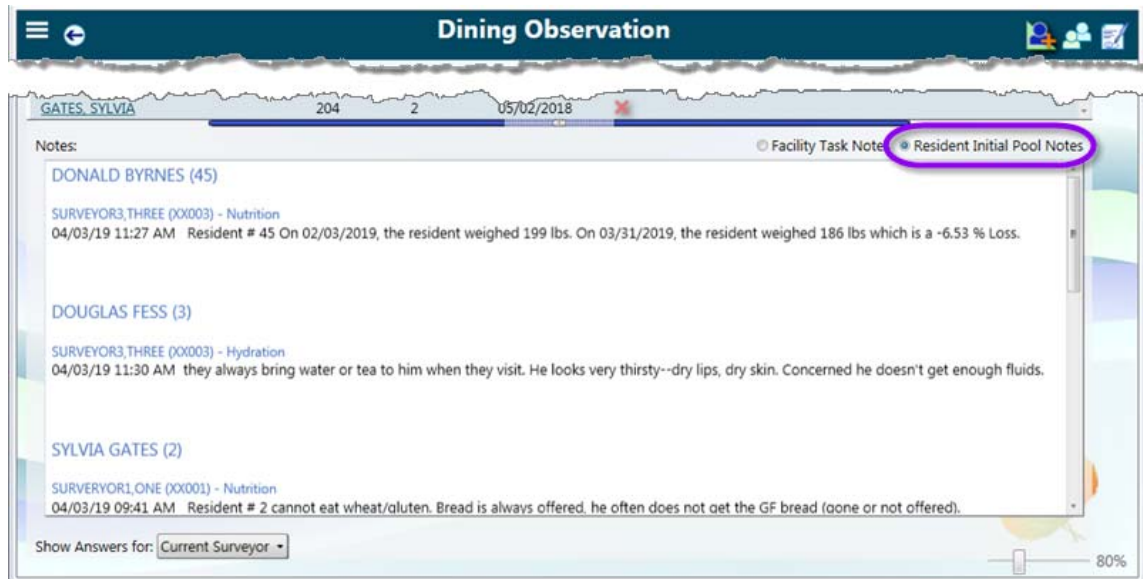 Dining Observation
GATES, SYLVIA 204 2 05/02/2018
Notes: Facility Task Note Resident Initial Pool Notes
DONALD BYRNES (45)
SURVEYOR3,THREE (XX003) - Nutrition
04/03/19 11:27 AM Resident # 45 On 02/03/2019, the resident weighed 199 lbs. On 03/31/2019, the resident weighed 186 lbs which is a -6.53 % Loss.
DOUGLAS FESS (3)
SURVEYOR3,THREE (XX003) - Hydration
04/03/19 11:30 AM they always bring water or tea to him when they visit. He looks very thirsty--dry lips, dry skin. Concerned he doesn't get enough fluids.
SYLVIA GATES (2)
SURVERYOR1,ONE (XX001) - Nutrition
04/03/19 09:41 AM Resident # 2 cannot eat wheat/gluten. Bread is always offered, he often does not get the GF bread (gone or not offered).
Show Answers for: Current Surveyor
80%